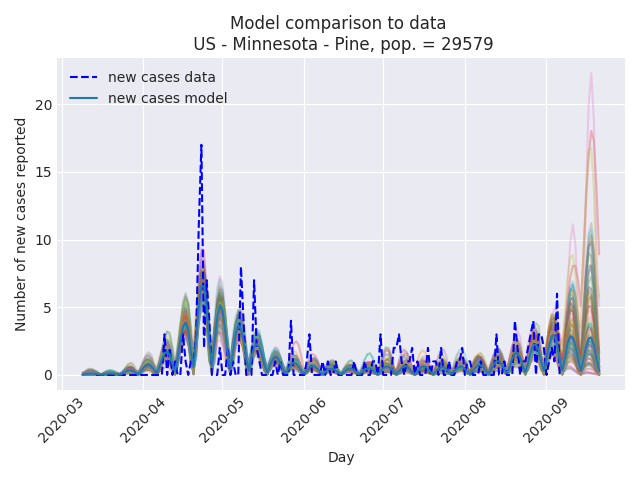 Model comparison to data
US - Minnesota - Pine, pop. = 29579
new cases data
new cases model
Number of new cases reported
20
15
10
5
0
2020-03
2020-04
2020-05
2020-06
2020-07
2020-08
2020-09
Day